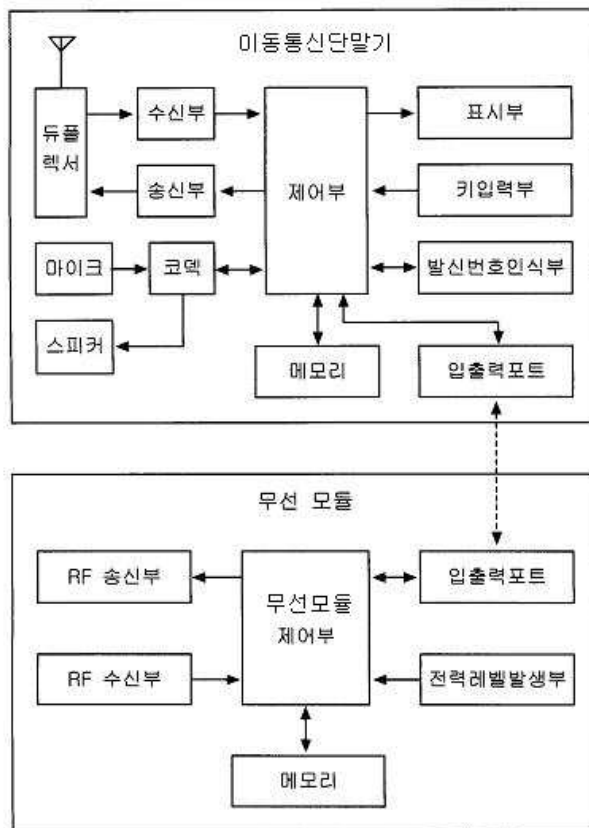 이동통신단말기
듀플
렉서
수신부
제어부
표시부
송신부
키입력부
마이크
코덱
발신번호인식부
스피커
메모리
입출력포트
무선 모듈
RF 송신부
무선모듈
제어부
입출력포트
RF 수신부
전력레벨발생부
메모리